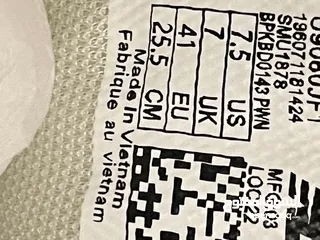 196071181424
SMU1878
BPKBD0143 PWN
7.5 US
7 UK
41 EU
25.5 CM
Made in Vietnam
Fabrique au vietnam